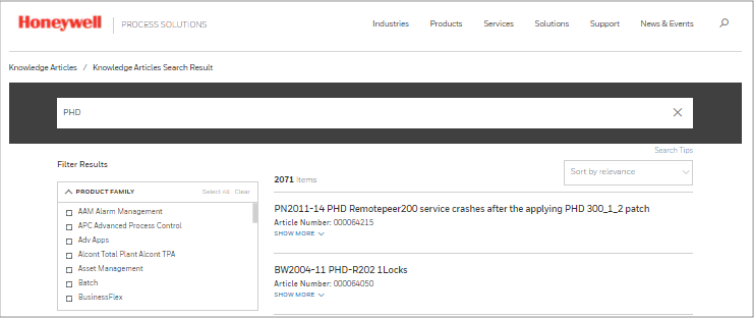 Honeywell PROCESS SOLUTIONS Industries Products Services Solutions Support News & Events
Knowledge Articles / Knowledge Articles Search Result
PHD
Search Tips
Filter Results
2071 Items
Sort by relevance
PRODUCT FAMILY Select All Clear
AAM Alarm Management
APC Advanced Process Control
Adv Apps
Alcont Total Plant Alcont TPA
Asset Management
Batch
BusinessFlex
PN2011-14 PHD Remotepeer200 service crashes after the applying PHD 300_1_2 patch
Article Number: 000064215
SHOW MORE
BW2004-11 PHD-R202 1Locks
Article Number: 000064050
SHOW MORE